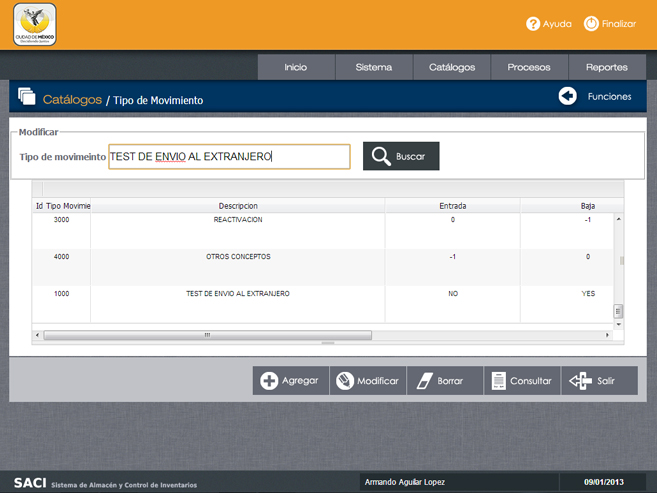 CIUDAD DE MÉXICO
Ayuda
Finalizar
Inicio
Sistema
Catálogos
Procesos
Reportes
Catálogos / Tipo de Movimiento
Funciones
Modificar
Tipo de movimeinto
TEST DE ENVIO AL EXTRANJERO
Buscar
Id Tipo Movimie
Descripcion
Entrada
Baja
3000 REACTIVACION 0 -1
4000 OTROS CONCEPTOS -1 0
1000 TEST DE ENVIO AL EXTRANJERO NO YES
Agregar
Modificar
Borrar
Consultar
Salir
SACI Sistema de Almacén y Control de Inventarios
Armando Aguilar Lopez
09/01/2013